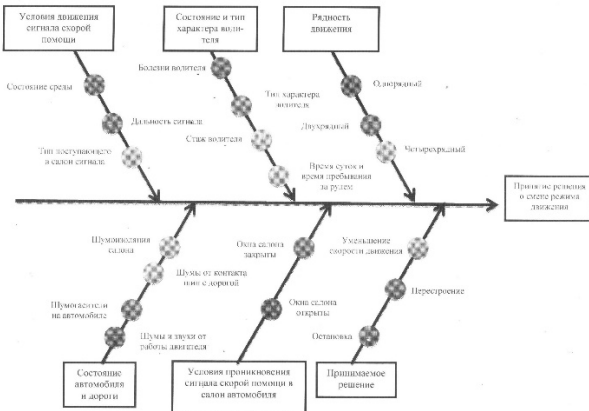 Условия движения
сигнала скорой
помощи
Состояние и тип
характера води-
теля
Рядность
движения
Состояние среды
Дальность сигнала
Тип поступающего
в салон сигнала
Болезни водителя
Тип характера
водителя
Стаж водителя
Время суток и
время пребывания
за рулем
Однорядный
Двухрядный
Четырехрядный
Принятие решения
о смене режима
движения
Шумоизоляция
салона
Шумы от контакта
шин с дорогой
Шумогасители
на автомобиле
Шумы и звуки от
работы двигателя
Окна салона
закрыты
Окна салона
открыты
Уменьшение
скорости движения
Перестроение
Остановка
Состояние
автомобиля
и дороги
Условия проникновения
сигнала скорой помощи в
салон автомобиля
Принимаемое
решение